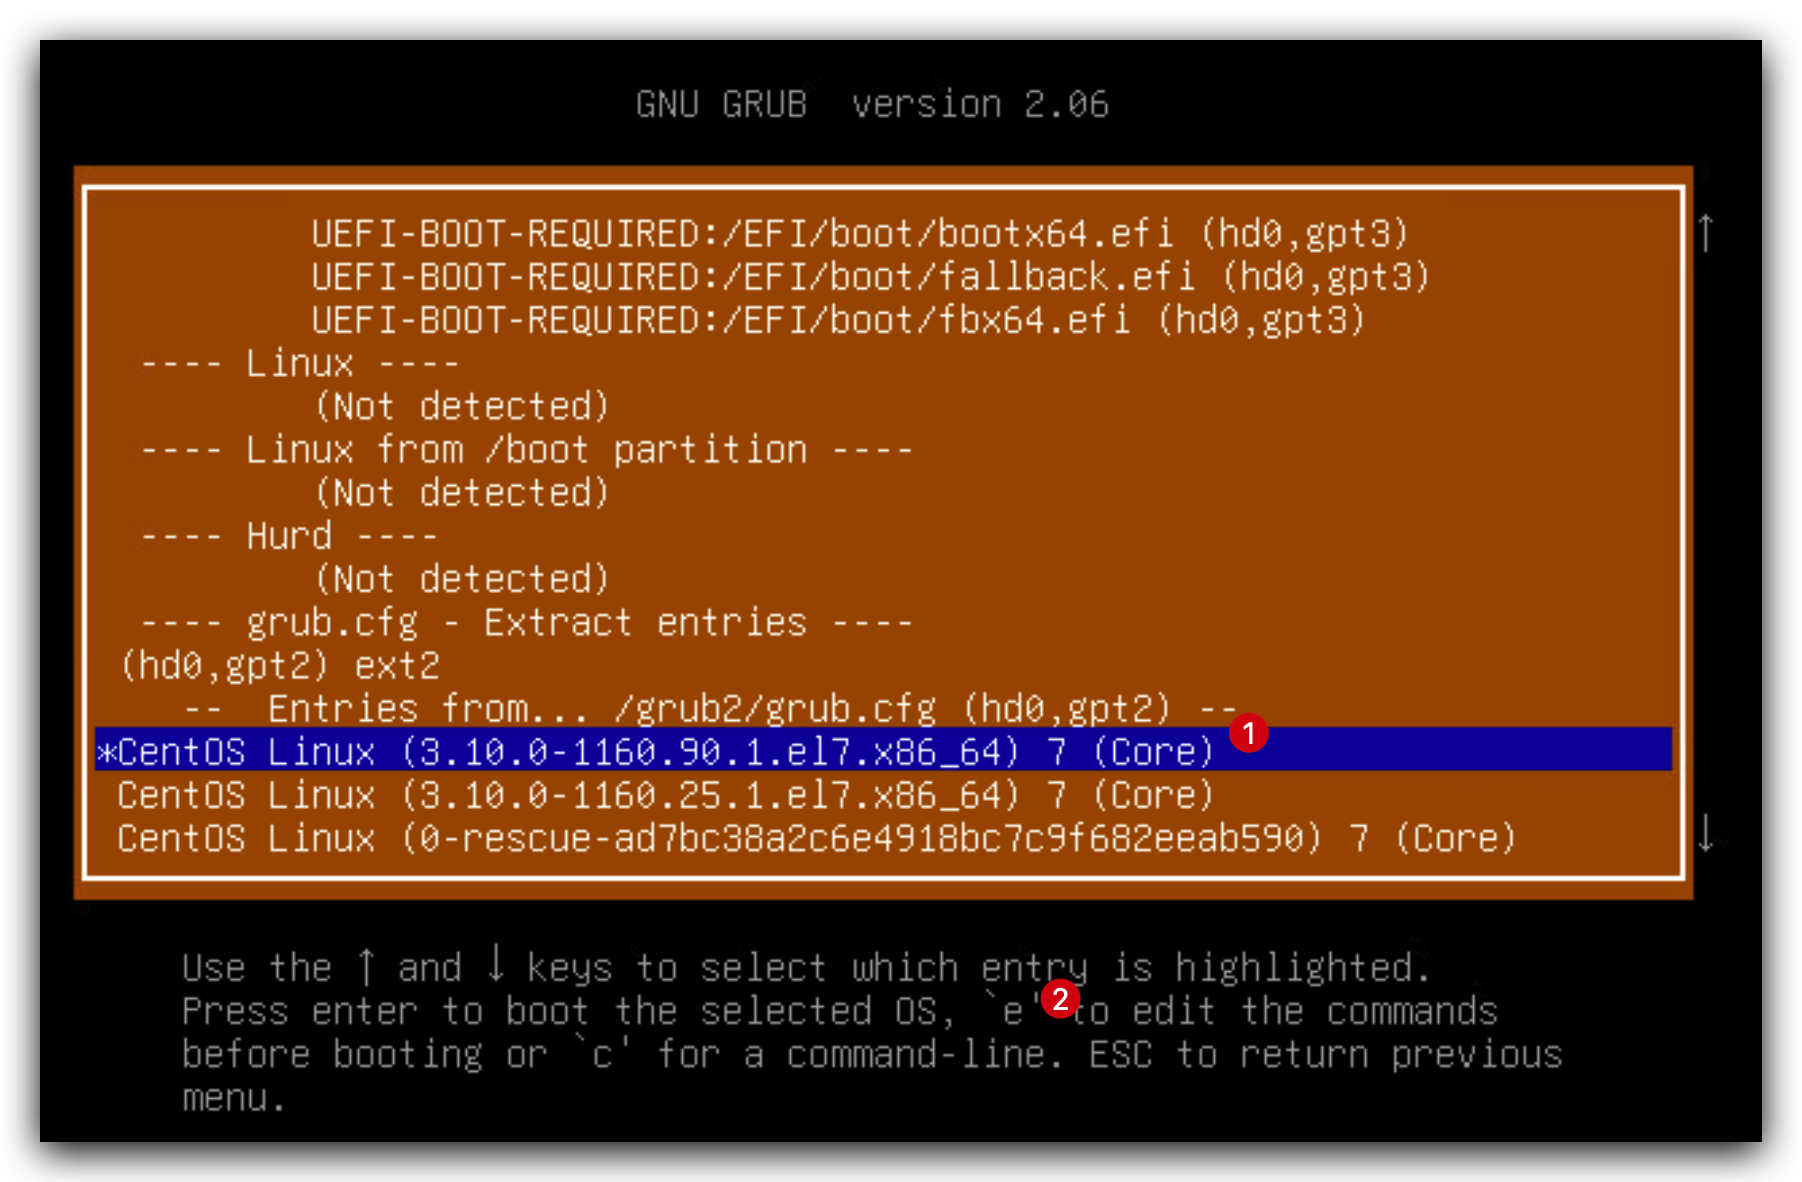 GNU GRUB  version 2.06
UEFI-BOOT-REQUIRED:/EFI/boot/bootx64.efi (hd0,gpt3)
UEFI-BOOT-REQUIRED:/EFI/boot/fallback.efi (hd0,gpt3)
UEFI-BOOT-REQUIRED:/EFI/boot/fbx64.efi (hd0,gpt3)
---- Linux ----
(Not detected)
---- Linux from /boot partition ----
(Not detected)
---- Hurd ----
(Not detected)
---- grub.cfg - Extract entries ----
(hd0,gpt2) ext2
--  Entries from... /grub2/grub.cfg (hd0,gpt2) --
*CentOS Linux (3.10.0-1160.90.1.el7.x86_64) 7 (Core) 1
CentOS Linux (3.10.0-1160.25.1.el7.x86_64) 7 (Core)
CentOS Linux (0-rescue-ad7bc38a2c6e4918bc7c9f682eeab590) 7 (Core)
Use the ↑ and ↓ keys to select which entry is highlighted.
Press enter to boot the selected OS, `e' 2 to edit the commands
before booting or `c' for a command-line. ESC to return previous
menu.